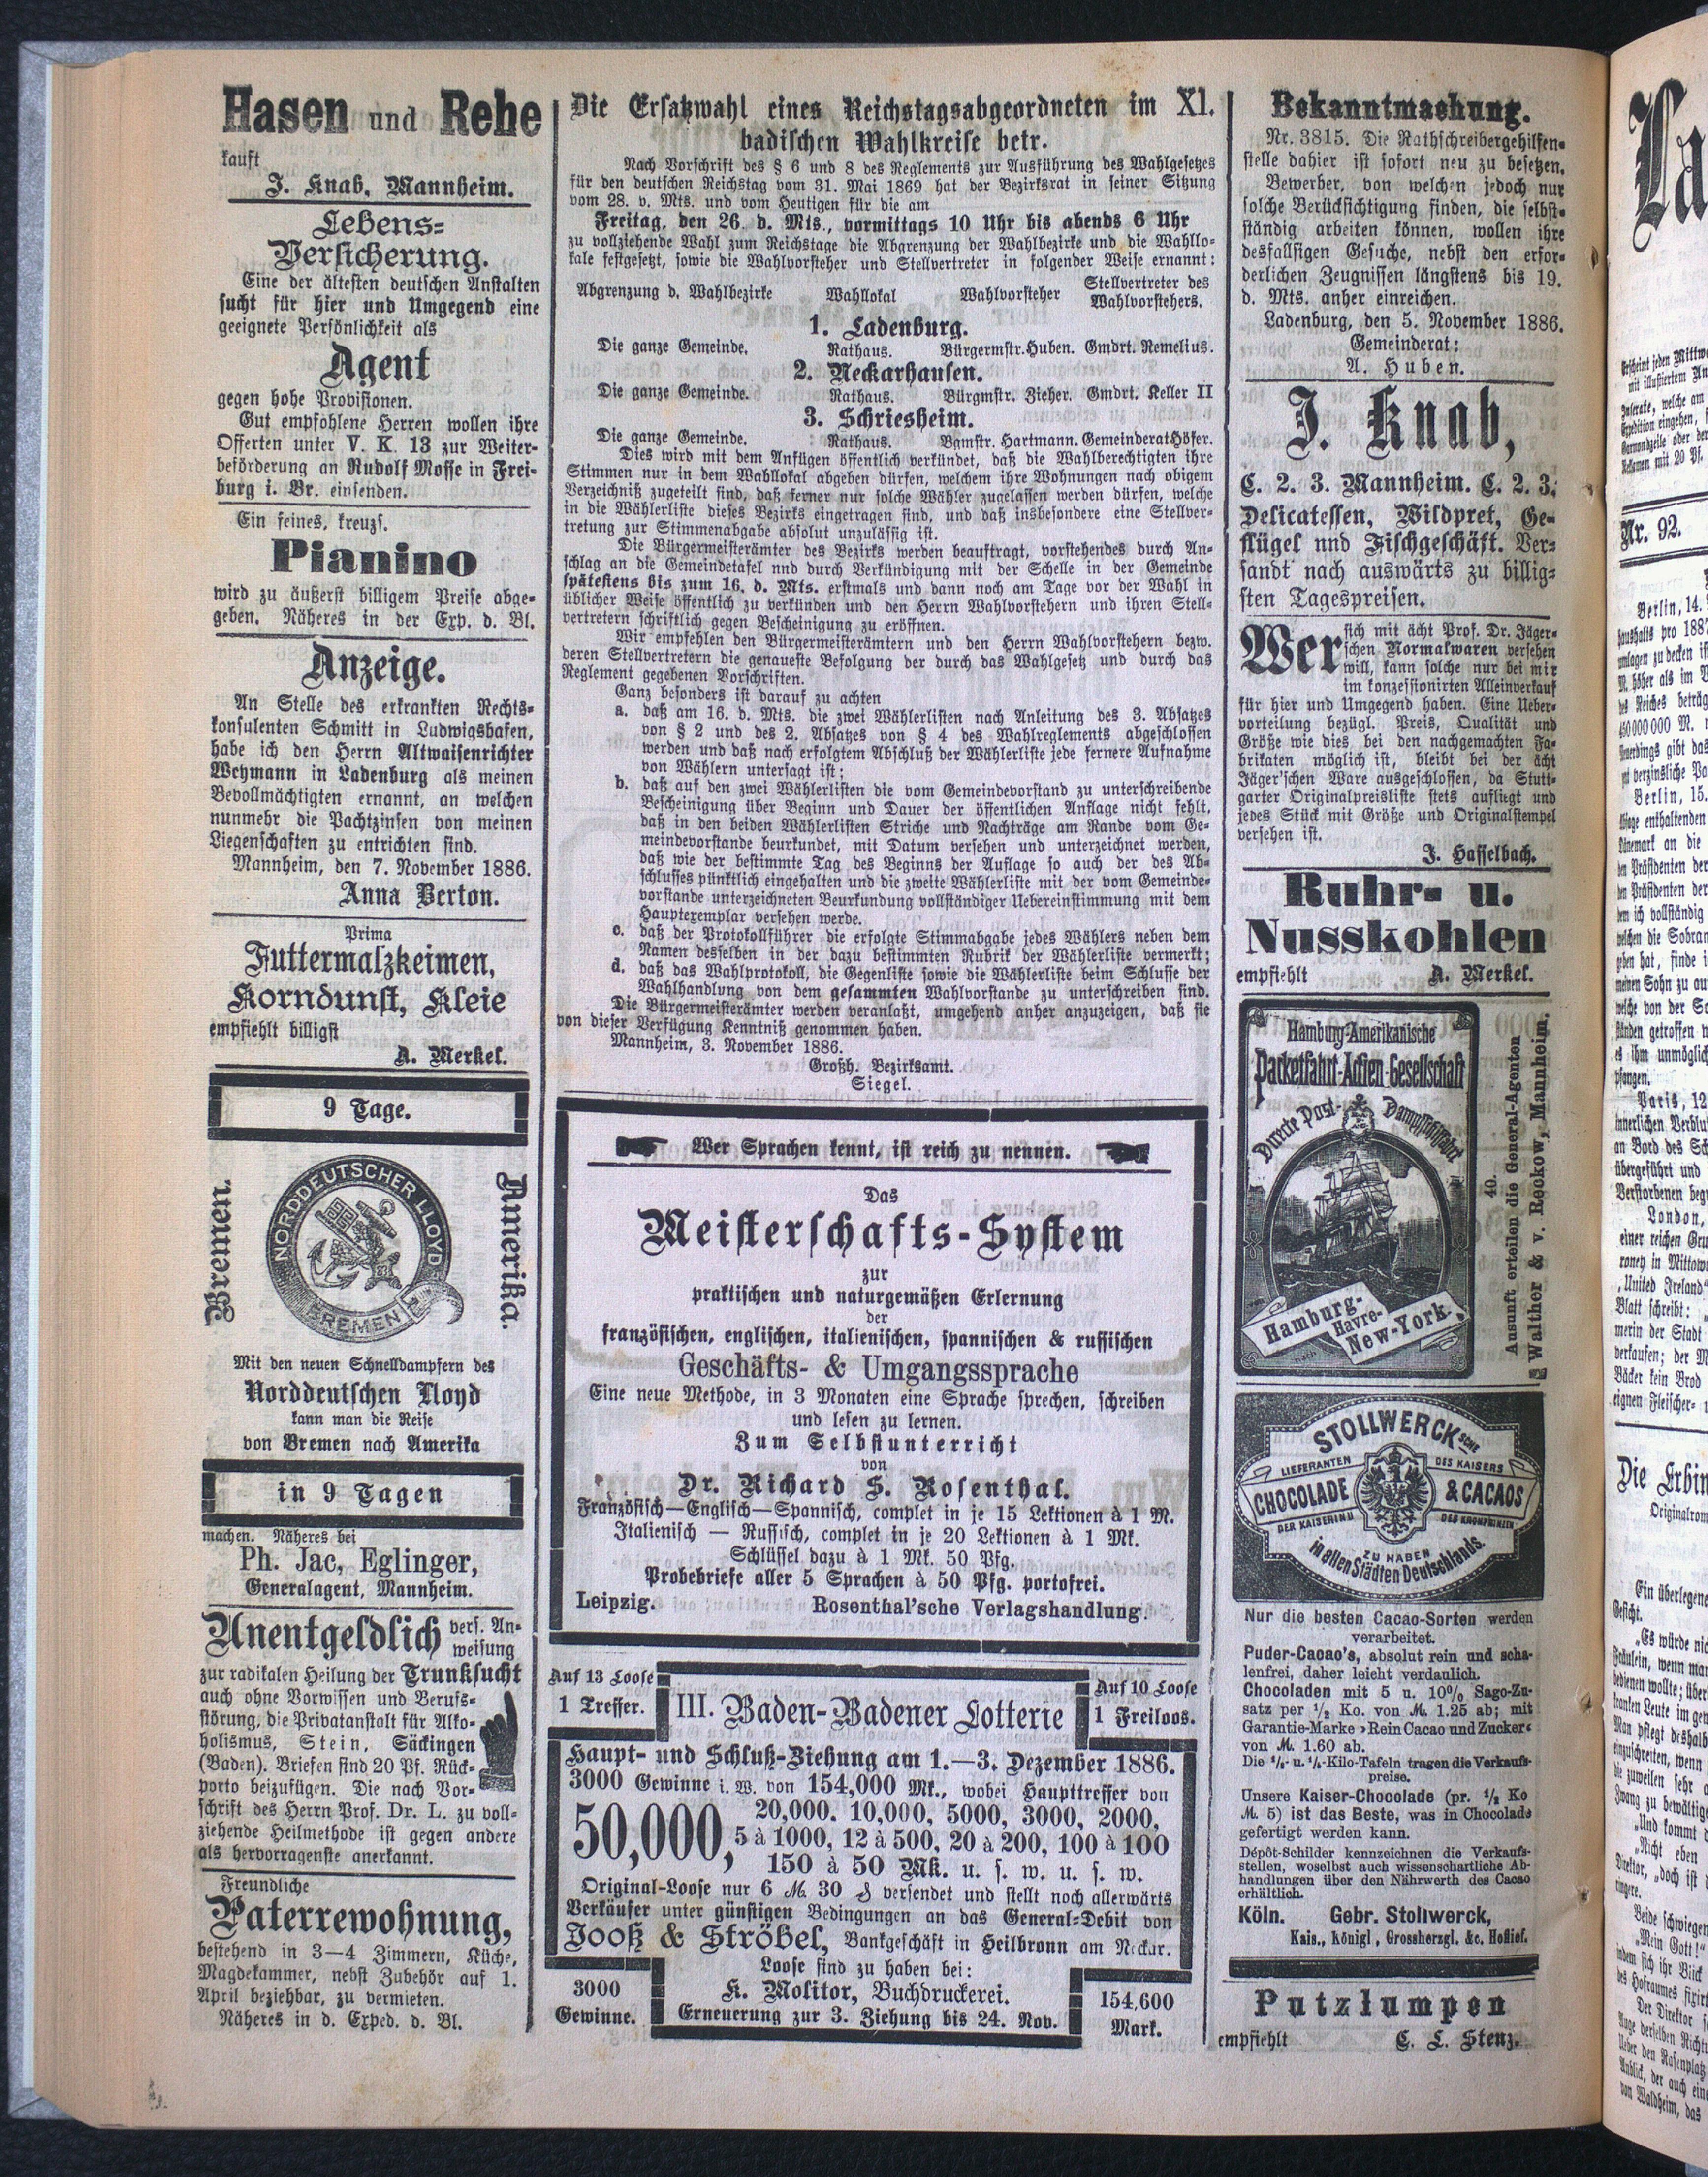 Hasen und Rehe
kauft
J. Knab, Mannheim.
Lebens-
Versicherung.
Eine der ältesten deutschen Anstalten
sucht für hier und Umgegend eine
geeignete Persönlichkeit als
Agent
gegen hohe Provisionen.
Gut empfohlene Herren wollen ihre
Offerten unter V. K. 13 zur Weiter-
beförderung an Rudolf Mosse in Frei-
burg i. Br. einsenden.
Ein feines, kreuzs.
Pianino
wird zu äußerst billigem Preise abge-
geben. Näheres in der Exp. d. Bl.
Anzeige.
An Stelle des erkrankten Rechts-
konsulenten Schmitt in Ludwigshafen,
habe ich den Herrn Altwaisenrichter
Weymann in Ladenburg als meinen
Bevollmächtigten ernannt, an welchen
nunmehr die Pachtzinsen von meinen
Liegenschaften zu entrichten sind.
Mannheim, den 7. November 1886.
Anna Berton.
Prima
Futtermalzkeimen,
Korndunst, Kleie
empfiehlt billigst
A. Merkel.
9 Tage.
Bremen.
NORDDEUTSCHER LLOYD
BREMEN
Amerika.
Mit den neuen Schnelldampfern des
Norddeutschen Lloyd
kann man die Reise
von Bremen nach Amerika
in 9 Tagen
machen. Näheres bei
Ph. Jac, Eglinger,
Generalagent, Mannheim.
Unentgeldlich vers. An-
weisung
zur radikalen Heilung der Trunksucht
auch ohne Vorwissen und Berufs-
störung, die Privatanstalt für Alko-
holismus, Stein, Säckingen
(Baden). Briefen sind 20 Pf. Rück-
porto beizufügen. Die nach Vor-
schrift des Herrn Prof. Dr. L. zu voll-
ziehende Heilmethode ist gegen andere
als hervorragenste anerkannt.
Freundliche
Paterrewohnung,
bestehend in 3—4 Zimmern, Küche,
Magdekammer, nebst Zubehör auf 1.
April beziehbar, zu vermieten.
Näheres in d. Exped. d. Bl.
Die Ersatzwahl eines Reichstagsabgeordneten im XI.
badischen Wahlkreise betr.
Nach Vorschrift des § 6 und 8 des Reglements zur Ausführung des Wahlgesetzes
für den deutschen Reichstag vom 31. Mai 1869 hat der Bezirksrat in seiner Sitzung
vom 28. v. Mts. und vom Heutigen für die am
Freitag, den 26. d. Mts., vormittags 10 Uhr bis abends 6 Uhr
zu vollziehende Wahl zum Reichstage die Abgrenzung der Wahlbezirke und die Wahllo-
kale festgesetzt, sowie die Wahlvorsteher und Stellvertreter in folgender Weise ernannt:
Abgrenzung d. Wahlbezirke Wahllokal Wahlvorsteher Stellvertreter des
Wahlvorstehers.
1. Ladenburg.
Die ganze Gemeinde. Rathaus. Bürgermstr. Huben. Gmdrt. Remelius.
2. Neckarhausen.
Die ganze Gemeinde. Rathaus. Bürgmstr. Zieher. Gmdrt. Keller II
3. Schriesheim.
Die ganze Gemeinde. Rathaus. Bgmstr. Hartmann. Gemeinderat Höfer.
Dies wird mit dem Anfügen öffentlich verkündet, daß die Wahlberechtigten ihre
Stimmen nur in dem Wahllokal abgeben dürfen, welchem ihre Wohnungen nach obigem
Verzeichniß zugeteilt sind, daß ferner nur solche Wähler zugelassen werden dürfen, welche
in die Wählerliste dieses Bezirks eingetragen sind, und daß insbesondere eine Stellver-
tretung zur Stimmenabgabe absolut unzulässig ist.
Die Bürgermeisterämter des Bezirks werden beauftragt, vorstehendes durch An-
schlag an die Gemeindetafel und durch Verkündigung mit der Schelle in der Gemeinde
spätestens bis zum 16. d. Mts. erstmals und dann noch am Tage vor der Wahl in
üblicher Weise öffentlich zu verkünden und den Herrn Wahlvorstehern und ihren Stell-
vertretern schriftlich gegen Bescheinigung zu eröffnen.
Wir empfehlen den Bürgermeisterämtern und den Herrn Wahlvorstehern bezw.
deren Stellvertretern die genaueste Befolgung der durch das Wahlgesetz und durch das
Reglement gegebenen Vorschriften.
Ganz besonders ist darauf zu achten
a. daß am 16. d. Mts. die zwei Wählerlisten nach Anleitung des 3. Absatzes
von § 2 und des 2. Absatzes von § 4 des Wahlreglements abgeschlossen
werden und daß nach erfolgtem Abschluß der Wählerliste jede fernere Aufnahme
von Wählern untersagt ist;
b. daß auf den zwei Wählerlisten die vom Gemeindevorstand zu unterschreibende
Bescheinigung über Beginn und Dauer der öffentlichen Auflage nicht fehlt,
daß in den beiden Wählerlisten Striche und Nachträge am Rande vom Ge-
meindevorstande beurkundet, mit Datum versehen und unterzeichnet werden,
daß wie der bestimmte Tag des Beginns der Auflage so auch der des Ab-
schlusses pünktlich eingehalten und die zweite Wählerliste mit der vom Gemeinde-
vorstande unterzeichneten Beurkundung vollständiger Uebereinstimmung mit dem
Hauptexemplar versehen werde.
c. daß der Protokollführer die erfolgte Stimmabgabe jedes Wählers neben dem
Namen desselben in der dazu bestimmten Rubrik der Wählerliste vermerkt;
d. daß das Wahlprotokoll, die Gegenliste sowie die Wählerliste beim Schlusse der
Wahlhandlung von dem gesammten Wahlvorstande zu unterschreiben sind.
Die Bürgermeisterämter werden veranlaßt, umgehend anher anzuzeigen, daß sie
von dieser Verfügung Kenntniß genommen haben.
Mannheim, 3. November 1886.
Großh. Bezirksamt.
Siegel.
Wer Sprachen kennt, ist reich zu nennen.
Das
Meisterschafts-System
zur
praktischen und naturgemäßen Erlernung
der
französischen, englischen, italienischen, spannischen & russischen
Geschäfts- & Umgangssprache
Eine neue Methode, in 3 Monaten eine Sprache sprechen, schreiben
und lesen zu lernen.
Zum Selbstunterricht
von
Dr. Richard S. Rosenthal.
Französisch—Englisch—Spannisch, complet in je 15 Lektionen à 1 M.
Italienisch — Russisch, complet in je 20 Lektionen à 1 Mk.
Schlüssel dazu à 1 Mk. 50 Pfg.
Probebriefe aller 5 Sprachen à 50 Pfg. portofrei.
Leipzig. Rosenthal'sche Verlagshandlung.
Auf 13 Loose
1 Treffer.
III. Baden-Badener Lotterie
Auf 10 Loose
1 Freiloos.
Haupt- und Schluß-Ziehung am 1.—3. Dezember 1886.
3000 Gewinne i. W. von 154,000 Mk., wobei Haupttreffer von
50,000, 20,000. 10,000, 5000, 3000, 2000,
5 à 1000, 12 à 500, 20 à 200, 100 à 100
150 à 50 Mk. u. s. w. u. s. w.
Original-Loose nur 6 M. 30 ₰ versendet und stellt noch allerwärts
Verkäufer unter günstigen Bedingungen an das General-Debit von
Jooß & Ströbel, Bankgeschäft in Heilbronn am Neckar.
Loose sind zu haben bei:
K. Molitor, Buchdruckerei.
Erneuerung zur 3. Ziehung bis 24. Nov.
3000
Gewinne.
154,600
Mark.
Bekanntmachung.
Nr. 3815. Die Rathschreibergehilfen-
stelle dahier ist sofort neu zu besetzen.
Bewerber, von welchen jedoch nur
solche Berücksichtigung finden, die selbst-
ständig arbeiten können, wollen ihre
desfallsigen Gesuche, nebst den erfor-
derlichen Zeugnissen längstens bis 19.
d. Mts. anher einreichen.
Ladenburg, den 5. November 1886.
Gemeinderat:
A. Huben.
J. Knab,
C. 2. 3. Mannheim. C. 2. 3.
Delicatessen, Wildpret, Ge-
flügel und Fischgeschäft. Ver-
sandt nach auswärts zu billig-
sten Tagespreisen.
Wer sich mit ächt Prof. Dr. Jäger-
schen Normalwaren versehen
will, kann solche nur bei mir
im konzessionirten Alleinverkauf
für hier und Umgegend haben. Eine Ueber-
vorteilung bezügl. Preis, Qualität und
Größe wie dies bei den nachgemachten Fa-
brikaten möglich ist, bleibt bei der ächt
Jäger'schen Ware ausgeschlossen, da Stutt-
garter Originalpreisliste stets aufliegt und
jedes Stück mit Größe und Originalstempel
versehen ist.
J. Hasselbach.
Ruhr- u.
Nusskohlen
empfiehlt A. Merkel.
Hamburg-Amerikanische
Packetfahrt-Actien-Gesellschaft
Directe Post-Dampfschiffahrt
Hamburg-
Havre-
nach
New-York.
40.
Auskunft erteilen die General-Agenten
Walther & v. Reckow, Mannheim.
STOLLWERCK'SCHE
LIEFERANTEN DES KAISERS
CHOCOLADE & CACAOS
DER KAISERINU DES KRONPRINZEN
ZU HABEN
in allen Städten Deutschlands.
Nur die besten Cacao-Sorten werden
verarbeitet.
Puder-Cacao's, absolut rein und scha-
lenfrei, daher leicht verdaulich.
Chocoladen mit 5 u. 10% Sago-Zu-
satz per ½ Ko. von M. 1.25 ab; mit
Garantie-Marke »Rein Cacao und Zucker«
von M. 1.60 ab.
Die ½- u. ¼-Kilo-Tafeln tragen die Verkaufs-
preise.
Unsere Kaiser-Chocolade (pr. ½ Ko
M. 5) ist das Beste, was in Chocolade
gefertigt werden kann.
Dépôt-Schilder kennzeichnen die Verkaufs-
stellen, woselbst auch wissenschartliche Ab-
handlungen über den Nährwerth des Cacao
erhältlich.
Köln. Gebr. Stollwerck,
Kais., Königl., Grossherzgl. &c. Hoflief.
Putzlumpen
empfiehlt C. L. Stenz.
La
Erscheint jeden Mittwo
Nr. 92.
Berlin, 14.
Berlin, 15.
Paris, 12
London,
Die Erbin
Originalrom
Ein überlegene
Gesicht.